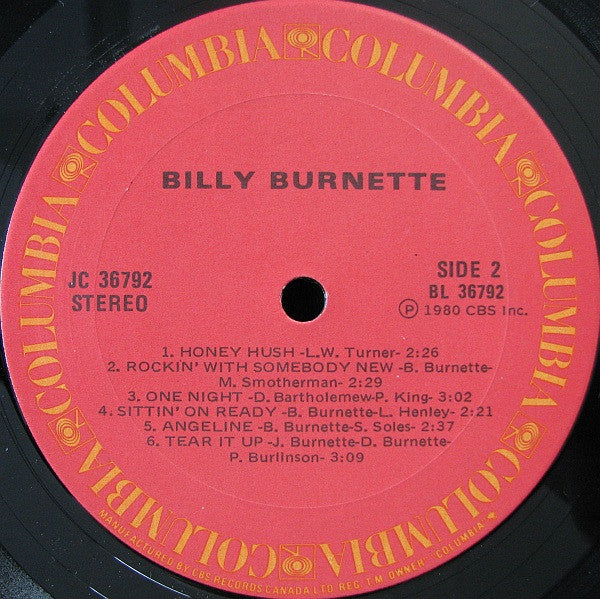 COLUMBIA COLUMBIA COLUMBIA COLUMBIA COLUMBIA COLUMBIA COLUMBIA COLUMBIA
BILLY BURNETTE
JC 36792
STEREO
SIDE 2
BL 36792
Ⓟ 1980 CBS Inc.
1. HONEY HUSH -L.W. Turner- 2:26
2. ROCKIN' WITH SOMEBODY NEW -B. Burnette-
M. Smotherman- 2:29
3. ONE NIGHT -D. Bartholemew-P. King- 3:02
4. SITTIN' ON READY -B. Burnette-L. Henley- 2:21
5. ANGELINE -B. Burnette-S. Soles- 2:37
6. TEAR IT UP -J. Burnette-D. Burnette-
P. Burlinson- 3:09
MANUFACTURED BY CBS RECORDS CANADA LTD. REG. T.M. OWNER - "COLUMBIA"